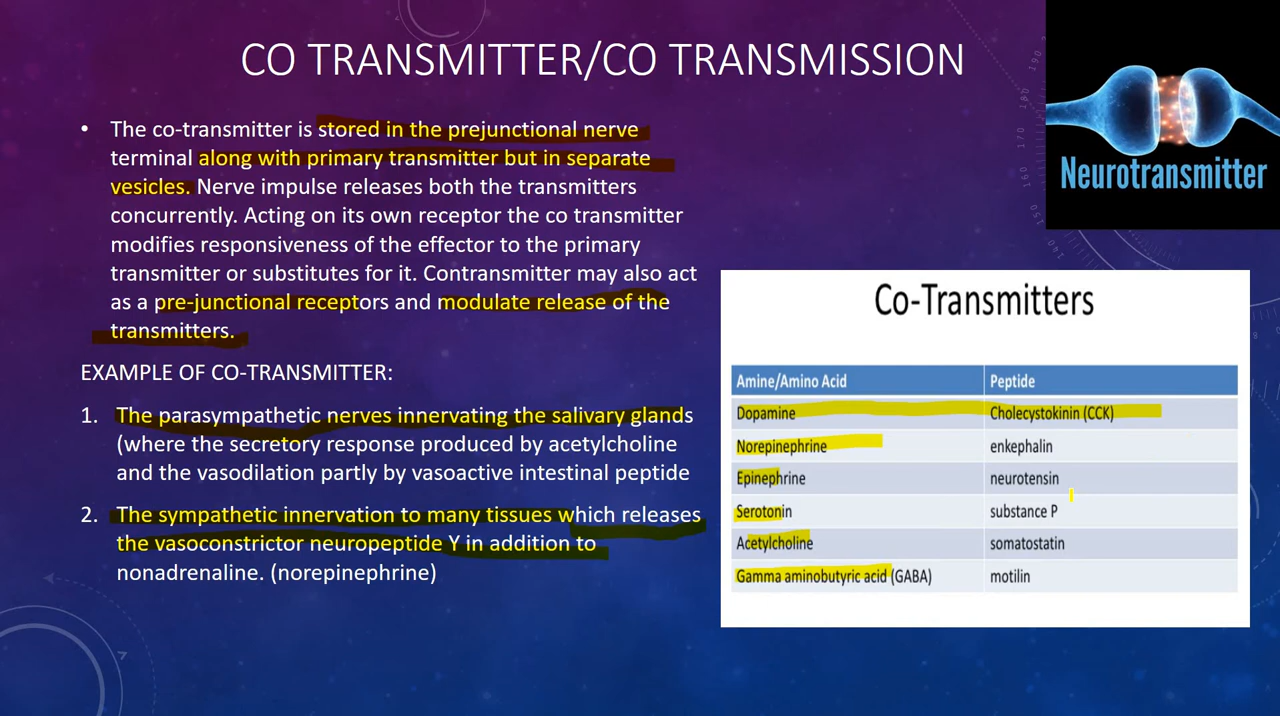 CO TRANSMITTER/CO TRANSMISSION
Neurotransmitter
• The co-transmitter is stored in the prejunctional nerve
terminal along with primary transmitter but in separate
vesicles. Nerve impulse releases both the transmitters
concurrently. Acting on its own receptor the co transmitter
modifies responsiveness of the effector to the primary
transmitter or substitutes for it. Contransmitter may also act
as a pre-junctional receptors and modulate release of the
transmitters.
EXAMPLE OF CO-TRANSMITTER:
1. The parasympathetic nerves innervating the salivary glands
(where the secretory response produced by acetylcholine
and the vasodilation partly by vasoactive intestinal peptide
2. The sympathetic innervation to many tissues which releases
the vasoconstrictor neuropeptide Y in addition to
nonadrenaline. (norepinephrine)
Co-Transmitters
Amine/Amino Acid Peptide
Dopamine Cholecystokinin (CCK)
Norepinephrine enkephalin
Epinephrine neurotensin
Serotonin substance P
Acetylcholine somatostatin
Gamma aminobutyric acid (GABA) motilin